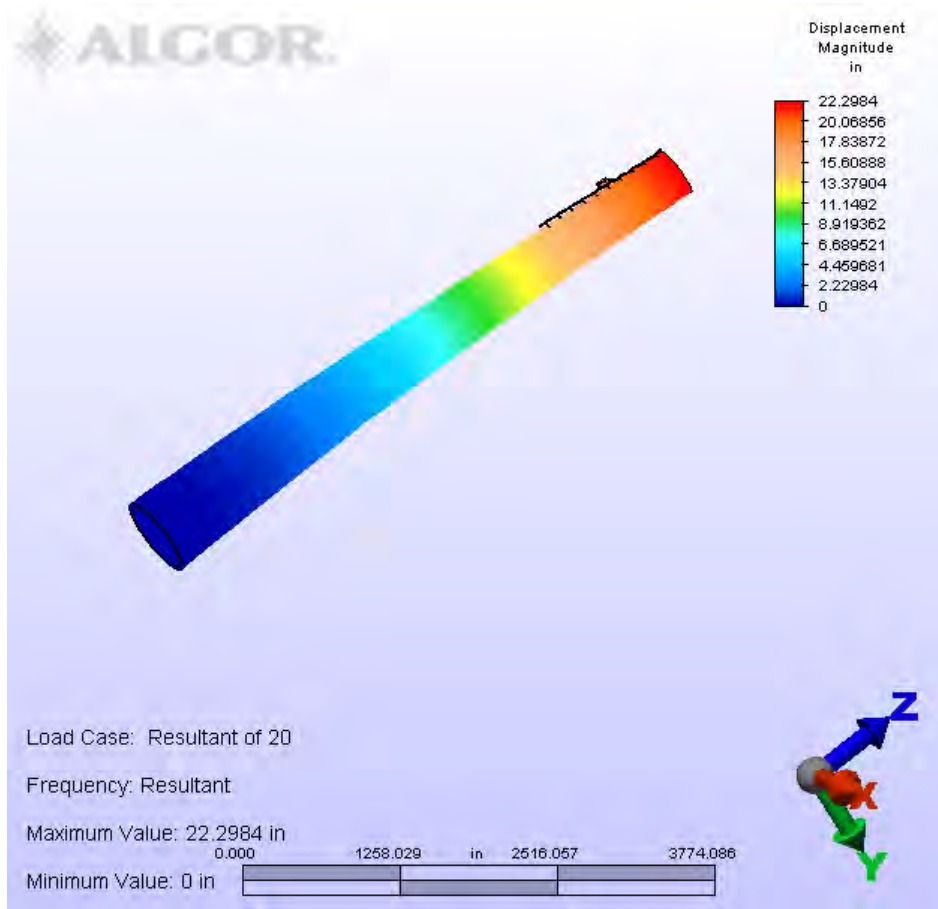 ALGOR.
Displacement
Magnitude
in
22.2984
20.06856
17.83872
15.60888
13.37904
11.1492
8.919362
6.689521
4.459681
2.22984
0
Load Case: Resultant of 20
Frequency: Resultant
Maximum Value: 22.2984 in
0.000 1258.029 in 2516.057 3774.086
Minimum Value: 0 in
Z
X
Y